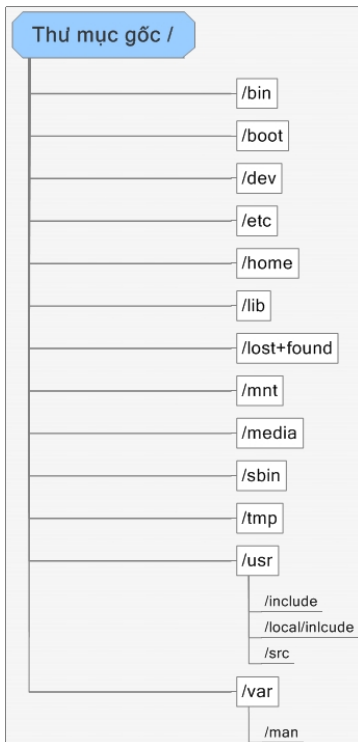 Thư mục gốc /
/bin
/boot
/dev
/etc
/home
/lib
/lost+found
/mnt
/media
/sbin
/tmp
/usr
/include
/local/inlcude
/src
/var
/man